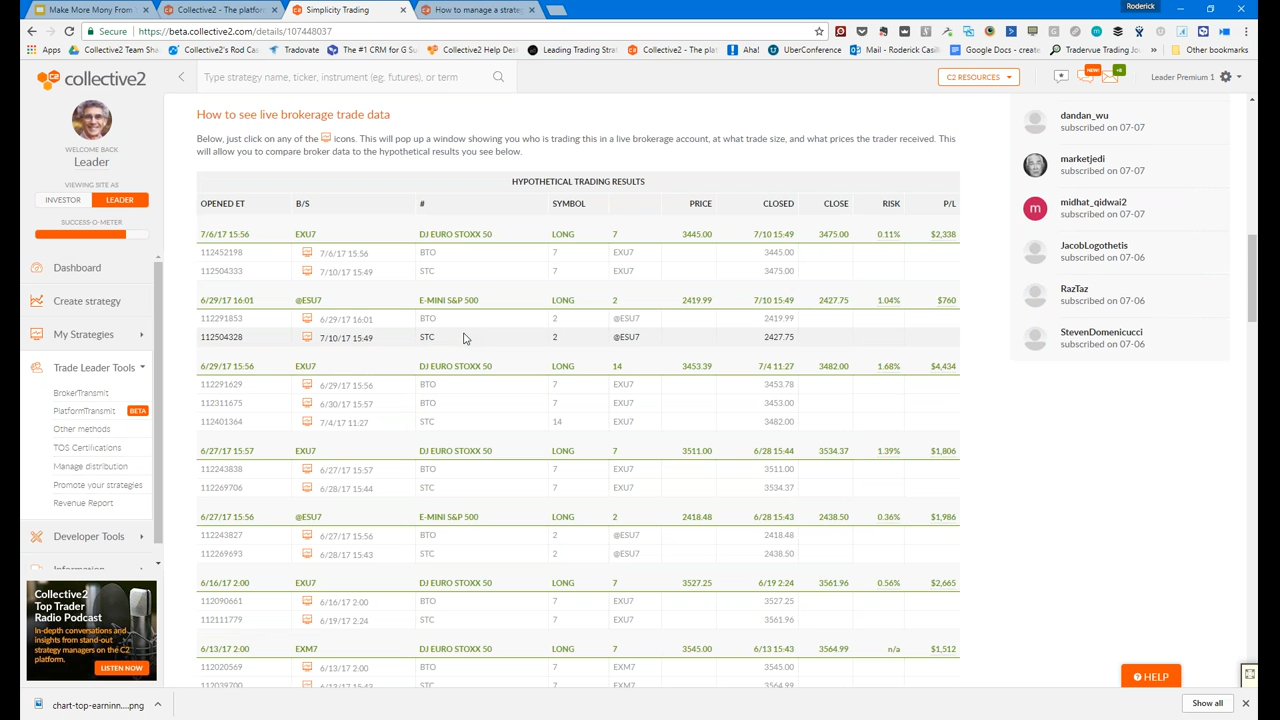 Roderick
Make More Mony From
Collective2 - The platfor
Simplicity Trading
How to manage a strateg
Secure https://beta.collective2.com/details/107448037
Apps Collective2 Team Sha Collective2's Rod Cas Tradovate The #1 CRM for G Su Collective2 Help Desk Leading Trading Strat Collective2 - The plat Aha! UberConference Mail - Roderick Casill Google Docs - create Tradervue Trading Jo Other bookmarks
collective2
Type strategy name, ticker, instrument (eg:es), or term
C2 RESOURCES
NEW!
+8
Leader Premium 1
WELCOME BACK
Leader
VIEWING SITE AS
INVESTOR LEADER
SUCCESS-O-METER
Dashboard
Create strategy
My Strategies
Trade Leader Tools
BrokerTransmit
PlatformTransmit BETA
Other methods
TOS Certifications
Manage distribution
Promote your strategies
Revenue Report
Developer Tools
Information
Collective2
Top Trader
Radio Podcast
In-depth conversations and
insights from stand-out
strategy managers on the C2
platform.
LISTEN NOW
How to see live brokerage trade data
Below, just click on any of the icons. This will pop up a window showing you who is trading this in a live brokerage account, at what trade size, and what prices the trader received. This
will allow you to compare broker data to the hypothetical results you see below.
HYPOTHETICAL TRADING RESULTS
OPENED ET B/S # SYMBOL PRICE CLOSED CLOSE RISK P/L
7/6/17 15:56 EXU7 DJ EURO STOXX 50 LONG 7 3445.00 7/10 15:49 3475.00 0.11% $2,338
112452198 7/6/17 15:56 BTO 7 EXU7 3445.00
112504333 7/10/17 15:49 STC 7 EXU7 3475.00
6/29/17 16:01 @ESU7 E-MINI S&P 500 LONG 2 2419.99 7/10 15:49 2427.75 1.04% $760
112291853 6/29/17 16:01 BTO 2 @ESU7 2419.99
112504328 7/10/17 15:49 STC 2 @ESU7 2427.75
6/29/17 15:56 EXU7 DJ EURO STOXX 50 LONG 14 3453.39 7/4 11:27 3482.00 1.68% $4,434
112291629 6/29/17 15:56 BTO 7 EXU7 3453.78
112311675 6/30/17 15:57 BTO 7 EXU7 3453.00
112401364 7/4/17 11:27 STC 14 EXU7 3482.00
6/27/17 15:57 EXU7 DJ EURO STOXX 50 LONG 7 3511.00 6/28 15:44 3534.37 1.39% $1,806
112243838 6/27/17 15:57 BTO 7 EXU7 3511.00
112269706 6/28/17 15:44 STC 7 EXU7 3534.37
6/27/17 15:56 @ESU7 E-MINI S&P 500 LONG 2 2418.48 6/28 15:43 2438.50 0.36% $1,986
112243827 6/27/17 15:56 BTO 2 @ESU7 2418.48
112269693 6/28/17 15:43 STC 2 @ESU7 2438.50
6/16/17 2:00 EXU7 DJ EURO STOXX 50 LONG 7 3527.25 6/19 2:24 3561.96 0.56% $2,665
112090661 6/16/17 2:00 BTO 7 EXU7 3527.25
112111779 6/19/17 2:24 STC 7 EXU7 3561.96
6/13/17 2:00 EXM7 DJ EURO STOXX 50 LONG 7 3545.00 6/13 15:43 3564.99 n/a $1,512
112020569 6/13/17 2:00 BTO 7 EXM7 3545.00
112039700 6/13/17 15:43 STC 7 EXM7 3564.99
dandan_wu
subscribed on 07-07
marketjedi
subscribed on 07-07
m
midhat_qidwai2
subscribed on 07-07
JacobLogothetis
subscribed on 07-06
RazTaz
subscribed on 07-06
StevenDomenicucci
subscribed on 07-06
HELP
chart-top-earninn....png
Show all